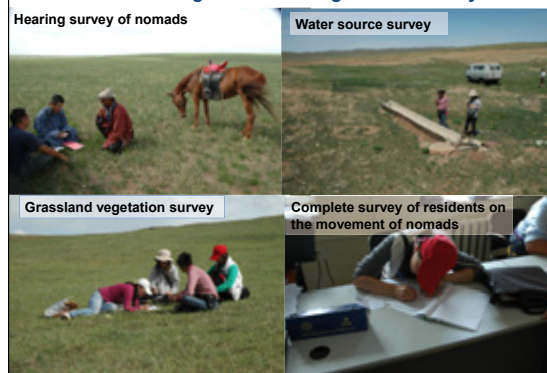 Hearing survey of nomads
Water source survey
Grassland vegetation survey
Complete survey of residents on
the movement of nomads